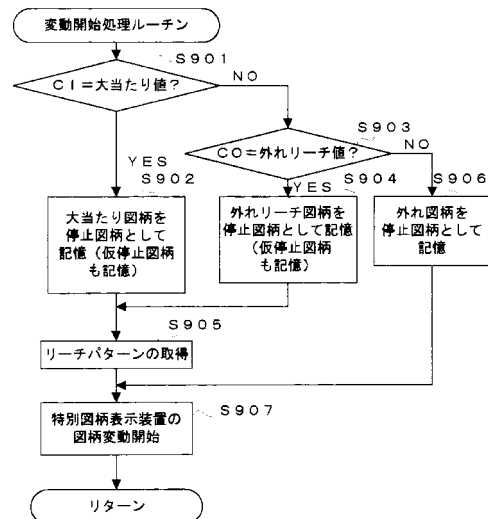 変動開始処理ルーチン
S901
C1=大当たり値?
NO
S903
C0=外れリーチ値?
NO
YES
S902
YES
S904
S906
大当たり図柄を
停止図柄として
記憶(仮停止図柄
も記憶)
外れリーチ図柄を
停止図柄として記憶
(仮停止図柄
も記憶)
外れ図柄を
停止図柄として
記憶
S905
リーチパターンの取得
S907
特別図柄表示装置の
図柄変動開始
リターン